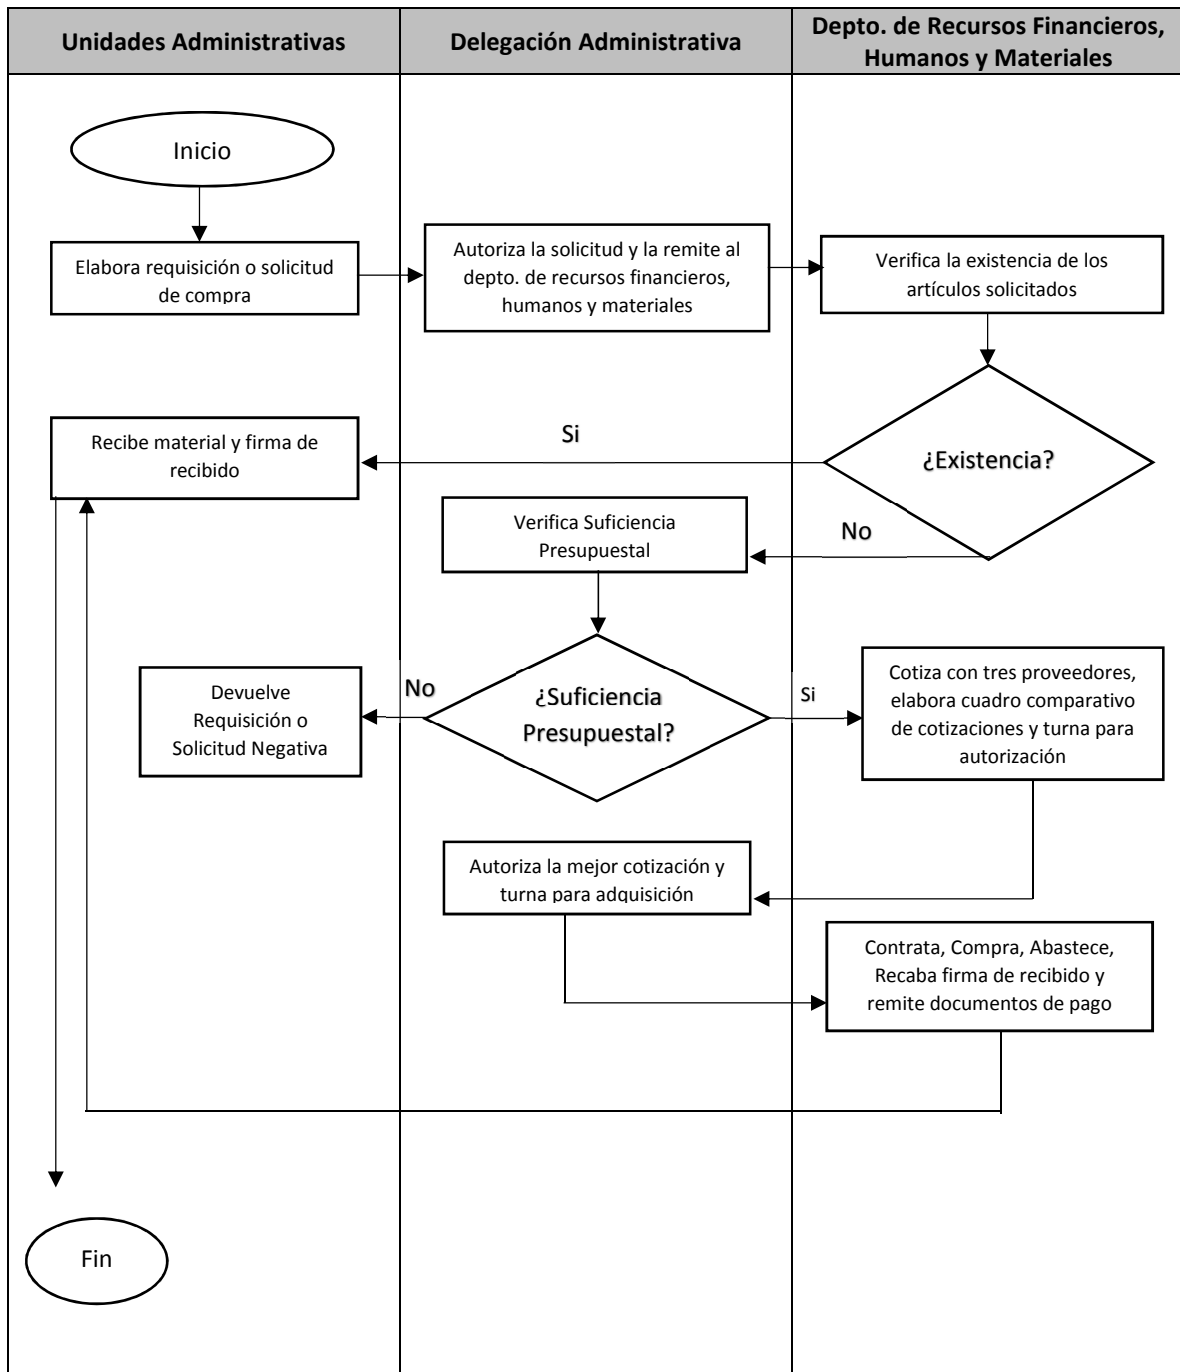 Unidades Administrativas
Delegación Administrativa
Depto. de Recursos Financieros,
Humanos y Materiales
Inicio
Elabora requisición o solicitud
de compra
Autoriza la solicitud y la remite al
depto. de recursos financieros,
humanos y materiales
Verifica la existencia de los
artículos solicitados
¿Existencia?
Si
Recibe material y firma de
recibido
No
Verifica Suficiencia
Presupuestal
¿Suficiencia
Presupuestal?
No
Devuelve
Requisición o
Solicitud Negativa
Si
Cotiza con tres proveedores,
elabora cuadro comparativo
de cotizaciones y turna para
autorización
Autoriza la mejor cotización y
turna para adquisición
Contrata, Compra, Abastece,
Recaba firma de recibido y
remite documentos de pago
Fin